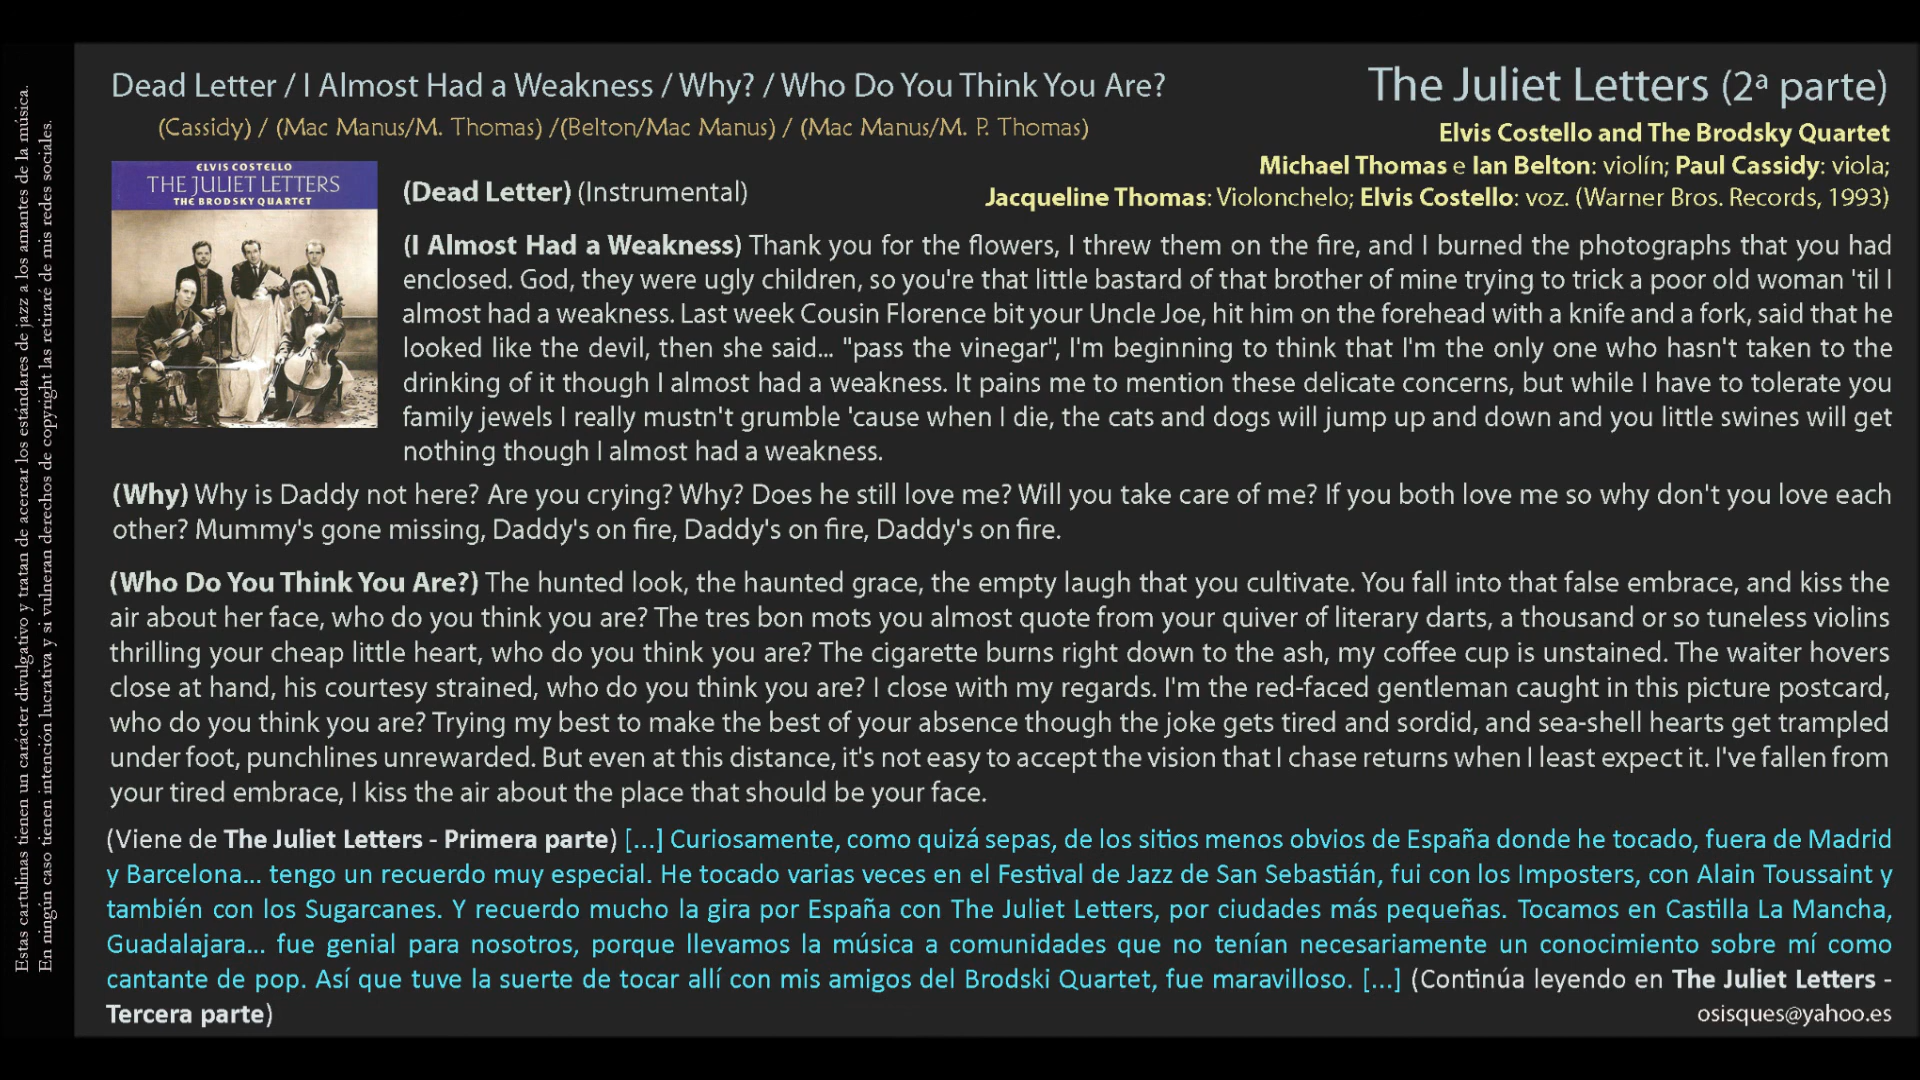 Estas cartulinas tienen un carácter divulgativo y tratan de acercar los estándares de jazz a los amantes de la música.
En ningún caso tienen intención lucrativa y si vulneran derechos de copyright las retiraré de mis redes sociales.
Dead Letter / I Almost Had a Weakness / Why? / Who Do You Think You Are?
(Cassidy) / (Mac Manus/M. Thomas) /(Belton/Mac Manus) / (Mac Manus/M. P. Thomas)
The Juliet Letters (2ª parte)
Elvis Costello and The Brodsky Quartet
Michael Thomas e Ian Belton: violín; Paul Cassidy: viola;
Jacqueline Thomas: Violonchelo; Elvis Costello: voz. (Warner Bros. Records, 1993)
ELVIS COSTELLO
THE JULIET LETTERS
THE BRODSKY QUARTET
(Dead Letter) (Instrumental)
(I Almost Had a Weakness) Thank you for the flowers, I threw them on the fire, and I burned the photographs that you had
enclosed. God, they were ugly children, so you're that little bastard of that brother of mine trying to trick a poor old woman 'til I
almost had a weakness. Last week Cousin Florence bit your Uncle Joe, hit him on the forehead with a knife and a fork, said that he
looked like the devil, then she said... "pass the vinegar", I'm beginning to think that I'm the only one who hasn't taken to the
drinking of it though I almost had a weakness. It pains me to mention these delicate concerns, but while I have to tolerate you
family jewels I really mustn't grumble 'cause when I die, the cats and dogs will jump up and down and you little swines will get
nothing though I almost had a weakness.
(Why) Why is Daddy not here? Are you crying? Why? Does he still love me? Will you take care of me? If you both love me so why don't you love each
other? Mummy's gone missing, Daddy's on fire, Daddy's on fire, Daddy's on fire.
(Who Do You Think You Are?) The hunted look, the haunted grace, the empty laugh that you cultivate. You fall into that false embrace, and kiss the
air about her face, who do you think you are? The tres bon mots you almost quote from your quiver of literary darts, a thousand or so tuneless violins
thrilling your cheap little heart, who do you think you are? The cigarette burns right down to the ash, my coffee cup is unstained. The waiter hovers
close at hand, his courtesy strained, who do you think you are? I close with my regards. I'm the red-faced gentleman caught in this picture postcard,
who do you think you are? Trying my best to make the best of your absence though the joke gets tired and sordid, and sea-shell hearts get trampled
under foot, punchlines unrewarded. But even at this distance, it's not easy to accept the vision that I chase returns when I least expect it. I've fallen from
your tired embrace, I kiss the air about the place that should be your face.
(Viene de The Juliet Letters - Primera parte) [...] Curiosamente, como quizá sepas, de los sitios menos obvios de España donde he tocado, fuera de Madrid
y Barcelona... tengo un recuerdo muy especial. He tocado varias veces en el Festival de Jazz de San Sebastián, fui con los Imposters, con Alain Toussaint y
también con los Sugarcanes. Y recuerdo mucho la gira por España con The Juliet Letters, por ciudades más pequeñas. Tocamos en Castilla La Mancha,
Guadalajara... fue genial para nosotros, porque llevamos la música a comunidades que no tenían necesariamente un conocimiento sobre mí como
cantante de pop. Así que tuve la suerte de tocar allí con mis amigos del Brodski Quartet, fue maravilloso. [...] (Continúa leyendo en The Juliet Letters -
Tercera parte)
osisques@yahoo.es